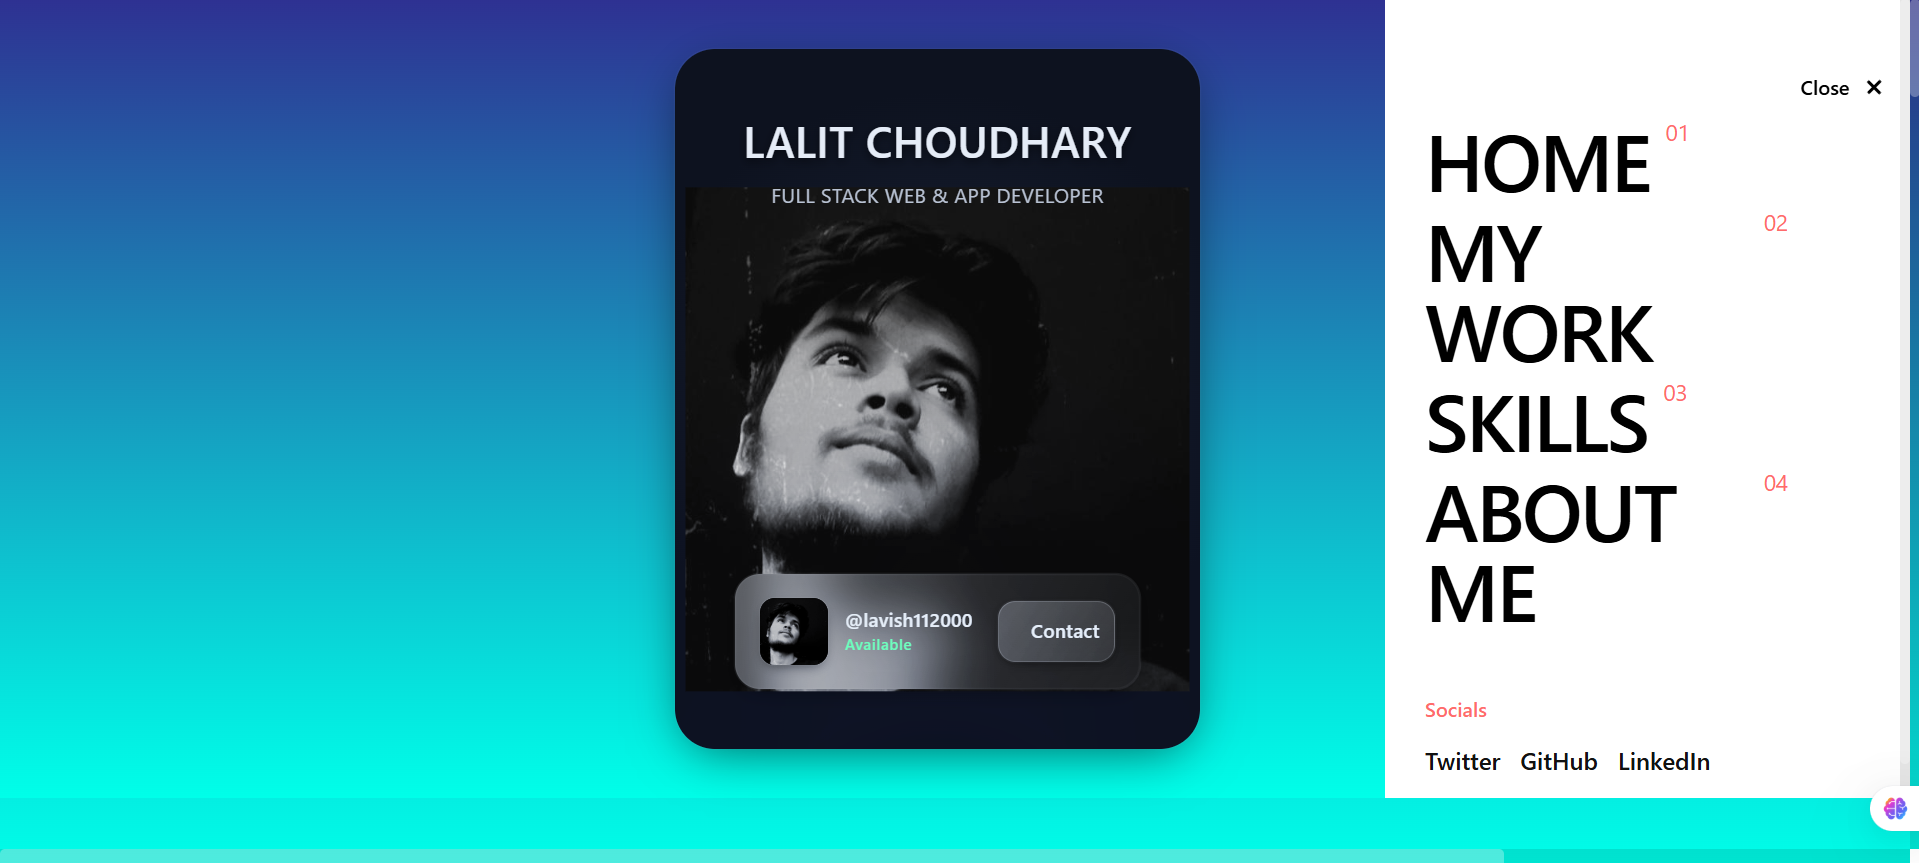 LALIT CHOUDHARY
FULL STACK WEB & APP DEVELOPER
@lavish112000
Available
Contact
Close ✕
HOME 01
MY 02
WORK
SKILLS 03
ABOUT 04
ME
Socials
Twitter GitHub LinkedIn